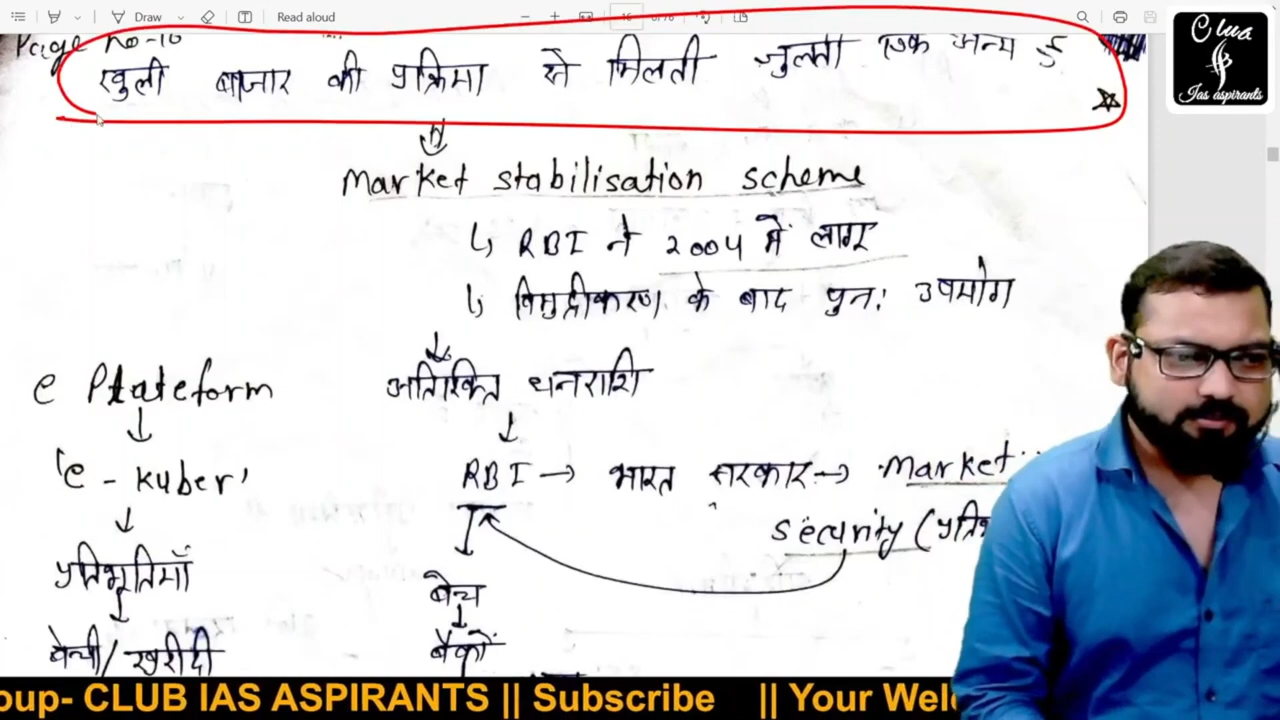 Draw
Read aloud
Page No-10
खुली बाजार की प्रक्रिया से मिलती जुलती एक अन्य
Market stabilisation scheme
RBI ने 2004 में लागू
विमुद्रीकरण के बाद पुनः उपयोग
अतिरिक्त धनराशि
RBI → भारत सरकार → Market
security
बेच
बैंकों
e Plateform
'e - Kuber'
प्रतिभूतियाँ
बेची/खरीदी
Club
Ias aspirants
oup- CLUB IAS ASPIRANTS || Subscribe || Your Wel